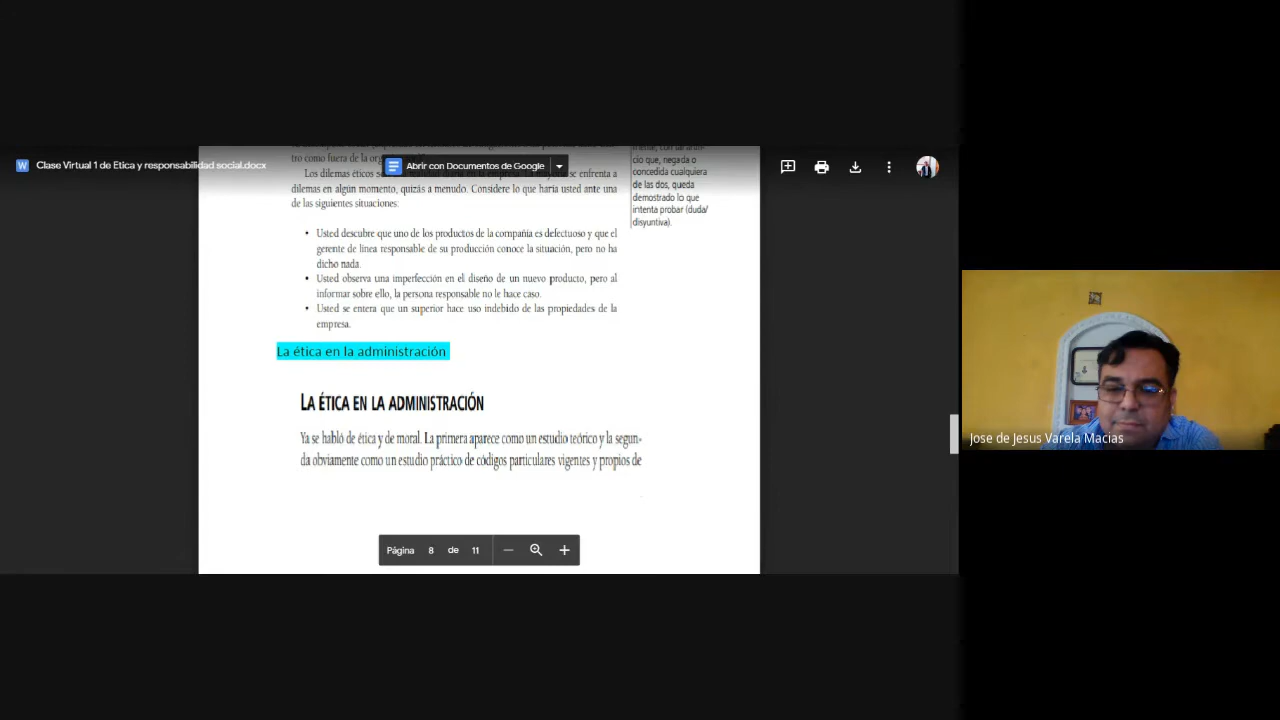 Clase Virtual 1 de Etica y responsabilidad social.docx
Abrir con Documentos de Google
tro como fuera de la
Los dilemas éticos se enfrenta a
dilemas en algún momento, quizás a menudo. Considere lo que haría usted ante una
de las siguientes situaciones:
• Usted descubre que uno de los productos de la compañía es defectuoso y que el
gerente de línea responsable de su producción conoce la situación, pero no ha
dicho nada.
• Usted observa una imperfección en el diseño de un nuevo producto, pero al
informar sobre ello, la persona responsable no le hace caso.
• Usted se entera que un superior hace uso indebido de las propiedades de la
empresa.
cio que, negada o
concedida cualquiera
de las dos, queda
demostrado lo que
intenta probar (duda/
disyuntiva).
La ética en la administración
LA ÉTICA EN LA ADMINISTRACIÓN
Ya se habló de ética y de moral. La primera aparece como un estudio teórico y la segun-
da obviamente como un estudio práctico de códigos particulares vigentes y propios de
Página 8 de 11
Jose de Jesus Varela Macias